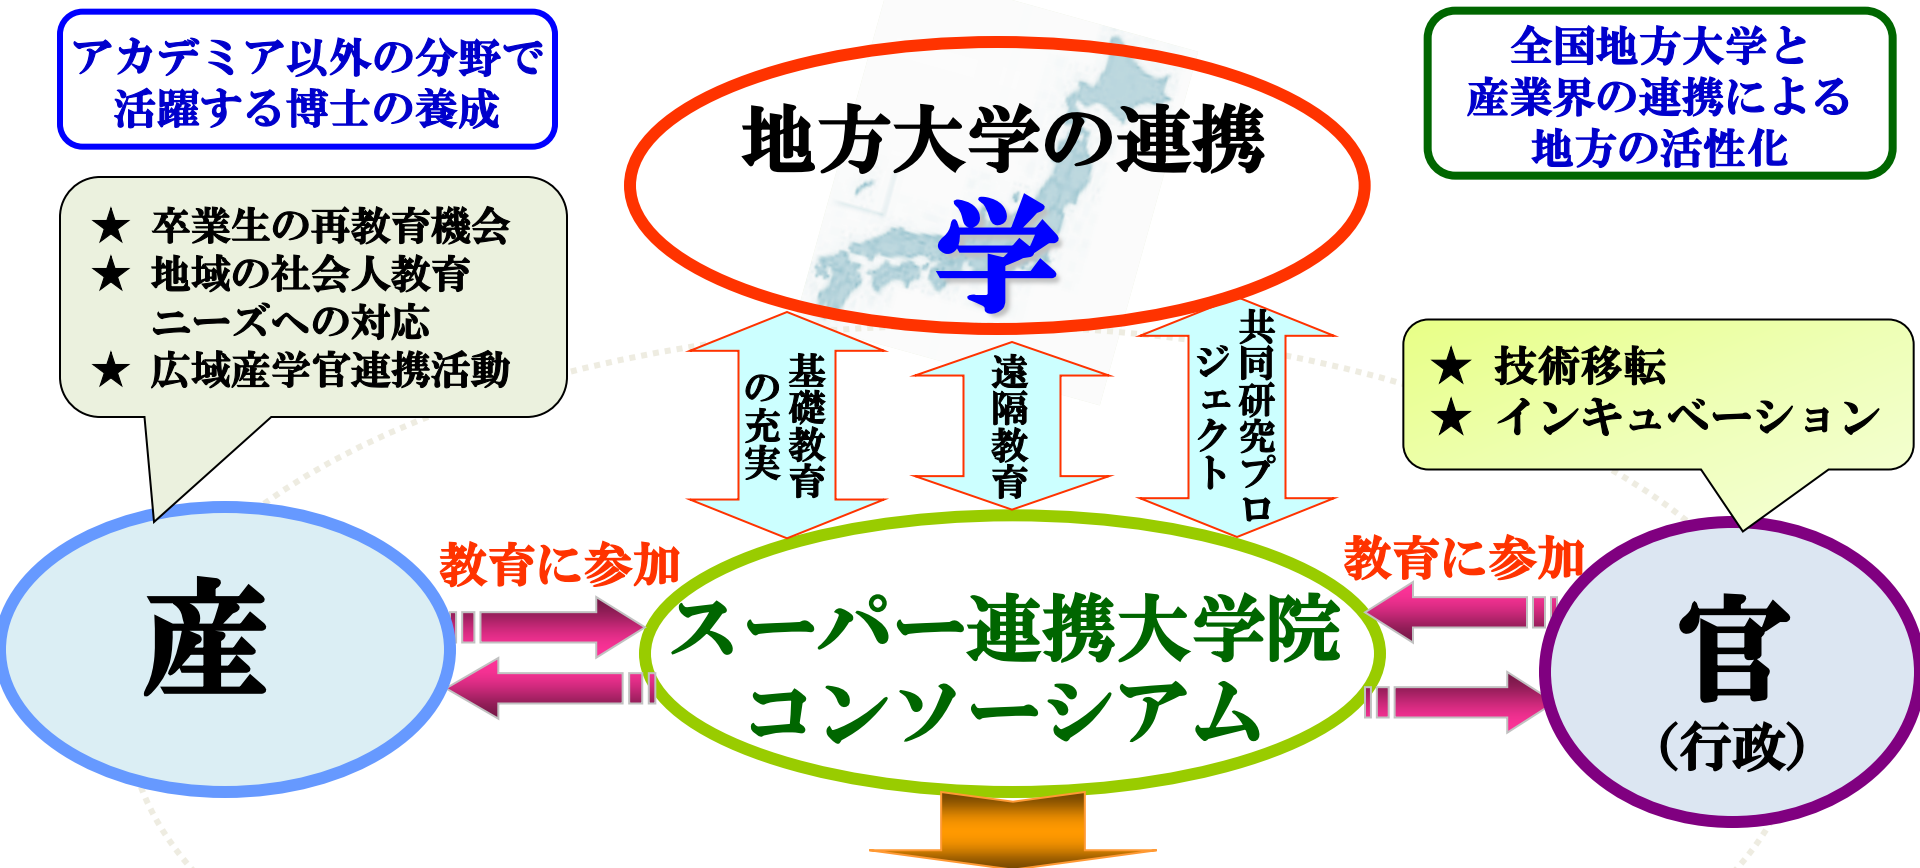 アカデミア以外の分野で
活躍する博士の養成
地方大学の連携
学
全国地方大学と
産業界の連携による
地方の活性化
★ 卒業生の再教育機会
★ 地域の社会人教育
ニーズへの対応
★ 広域産学官連携活動
基礎教育
の充実
遠隔教育
共同研究プロ
ジェクト
★ 技術移転
★ インキュベーション
産
教育に参加
スーパー連携大学院
コンソーシアム
教育に参加
官
（行政）